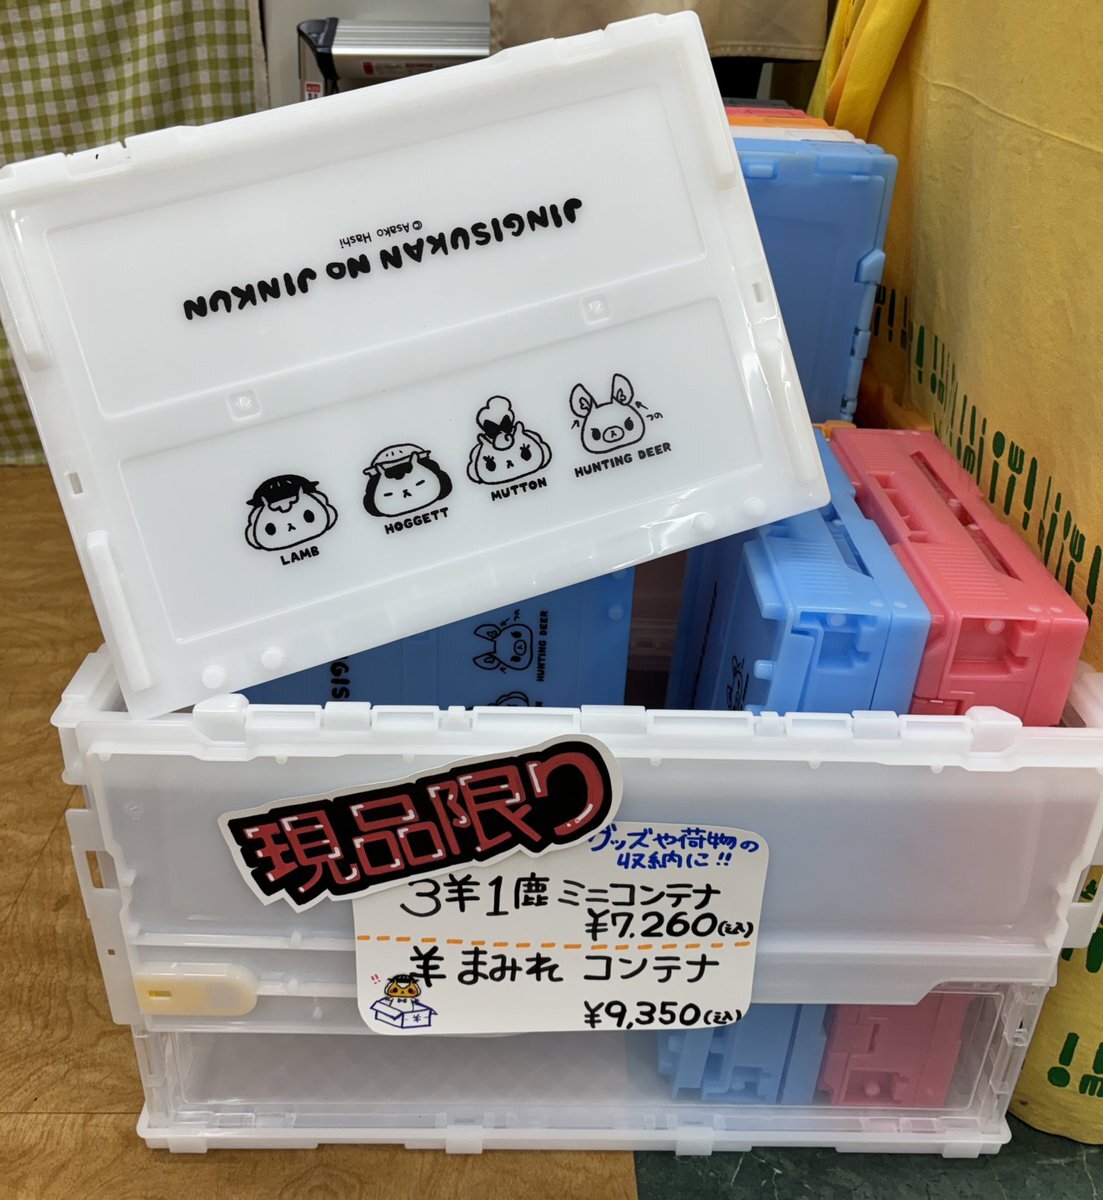 JINGISUKAN NO JINKUN
©Asako Hashi
LAMB
HOGGETT
MUTTON
HUNTING DEER
つの
HUNTING DEER
現品限り
グッズや荷物の
収納に!!
3羊1鹿 ミニコンテナ
¥7.260(込)
羊まみれ コンテナ
¥9,350(込)